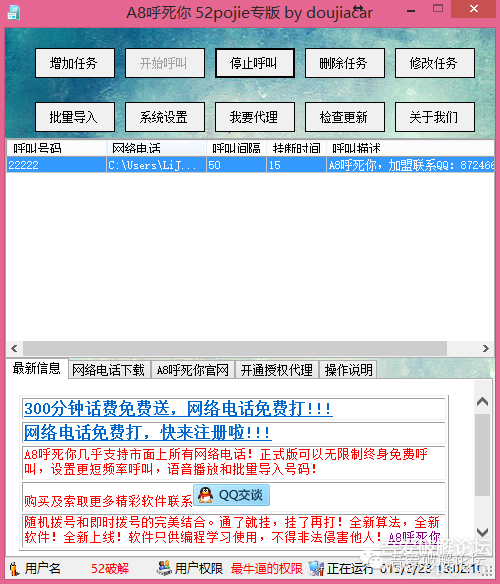 A8呼死你 52pojie专版 by doujiacar
增加任务 开始呼叫 停止呼叫 删除任务 修改任务
批量导入 系统设置 我要代理 检查更新 关于我们
呼叫号码 网络电话 呼叫间隔 挂断时间 呼叫描述
22222 C:\Users\LiJ... 50 15 A8呼死你，加盟联系QQ：872466
最新信息 网络电话下载 A8呼死你官网 开通授权代理 操作说明
300分钟话费免费送，网络电话免费打!!!
网络电话免费打，快来注册啦!!!
A8呼死你几乎支持市面上所有网络电话！正式版可以无限制终身免费呼
叫，设置更短频率呼叫，语音播放和批量导入号码！
购买及索取更多精彩软件联系 QQ交谈
随机拨号和即时拨号的完美结合。通了就挂，挂了再打！全新算法，全新
软件！全新上线！软件只供编程学习使用，不得非法侵害他人！A8呼死你
用户名 52破解 用户权限 最牛逼的权限 正在运行